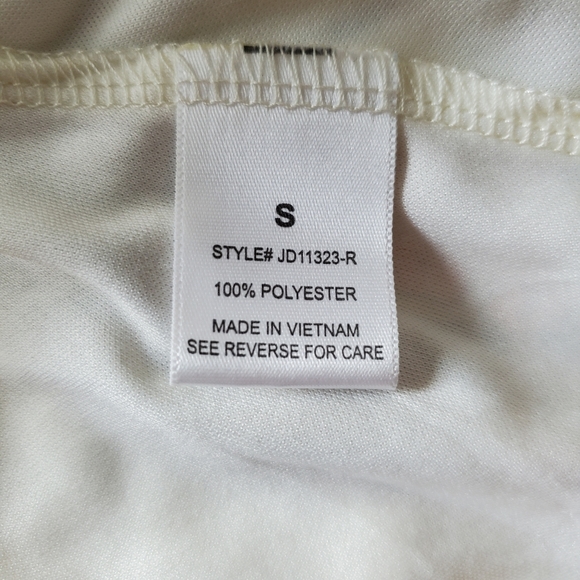 S
STYLE# JD11323-R
100% POLYESTER
MADE IN VIETNAM
SEE REVERSE FOR CARE